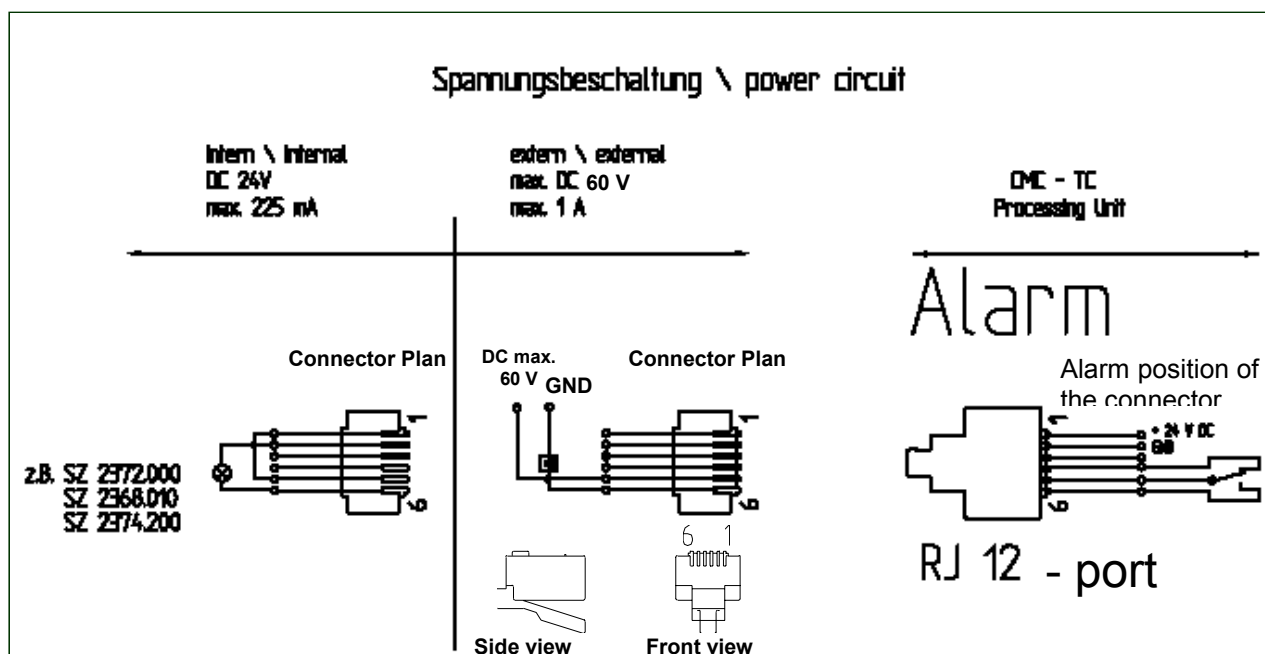 Spannungsbeschaltung \ power circuit
intern \ internal
DC 24V
max. 225 mA
extern \ external
max. DC 60 V
max. 1 A
CMC - TC
Processing Unit
Alarm
Connector Plan
DC max.
60 V
GND
Connector Plan
Alarm position of
the connector
1
1
1
+ 24 V DC
GND
z.B. SZ 2372.000
SZ 2368.010
SZ 2374.200
6
6
6
6 1
RJ 12 - port
Side view
Front view